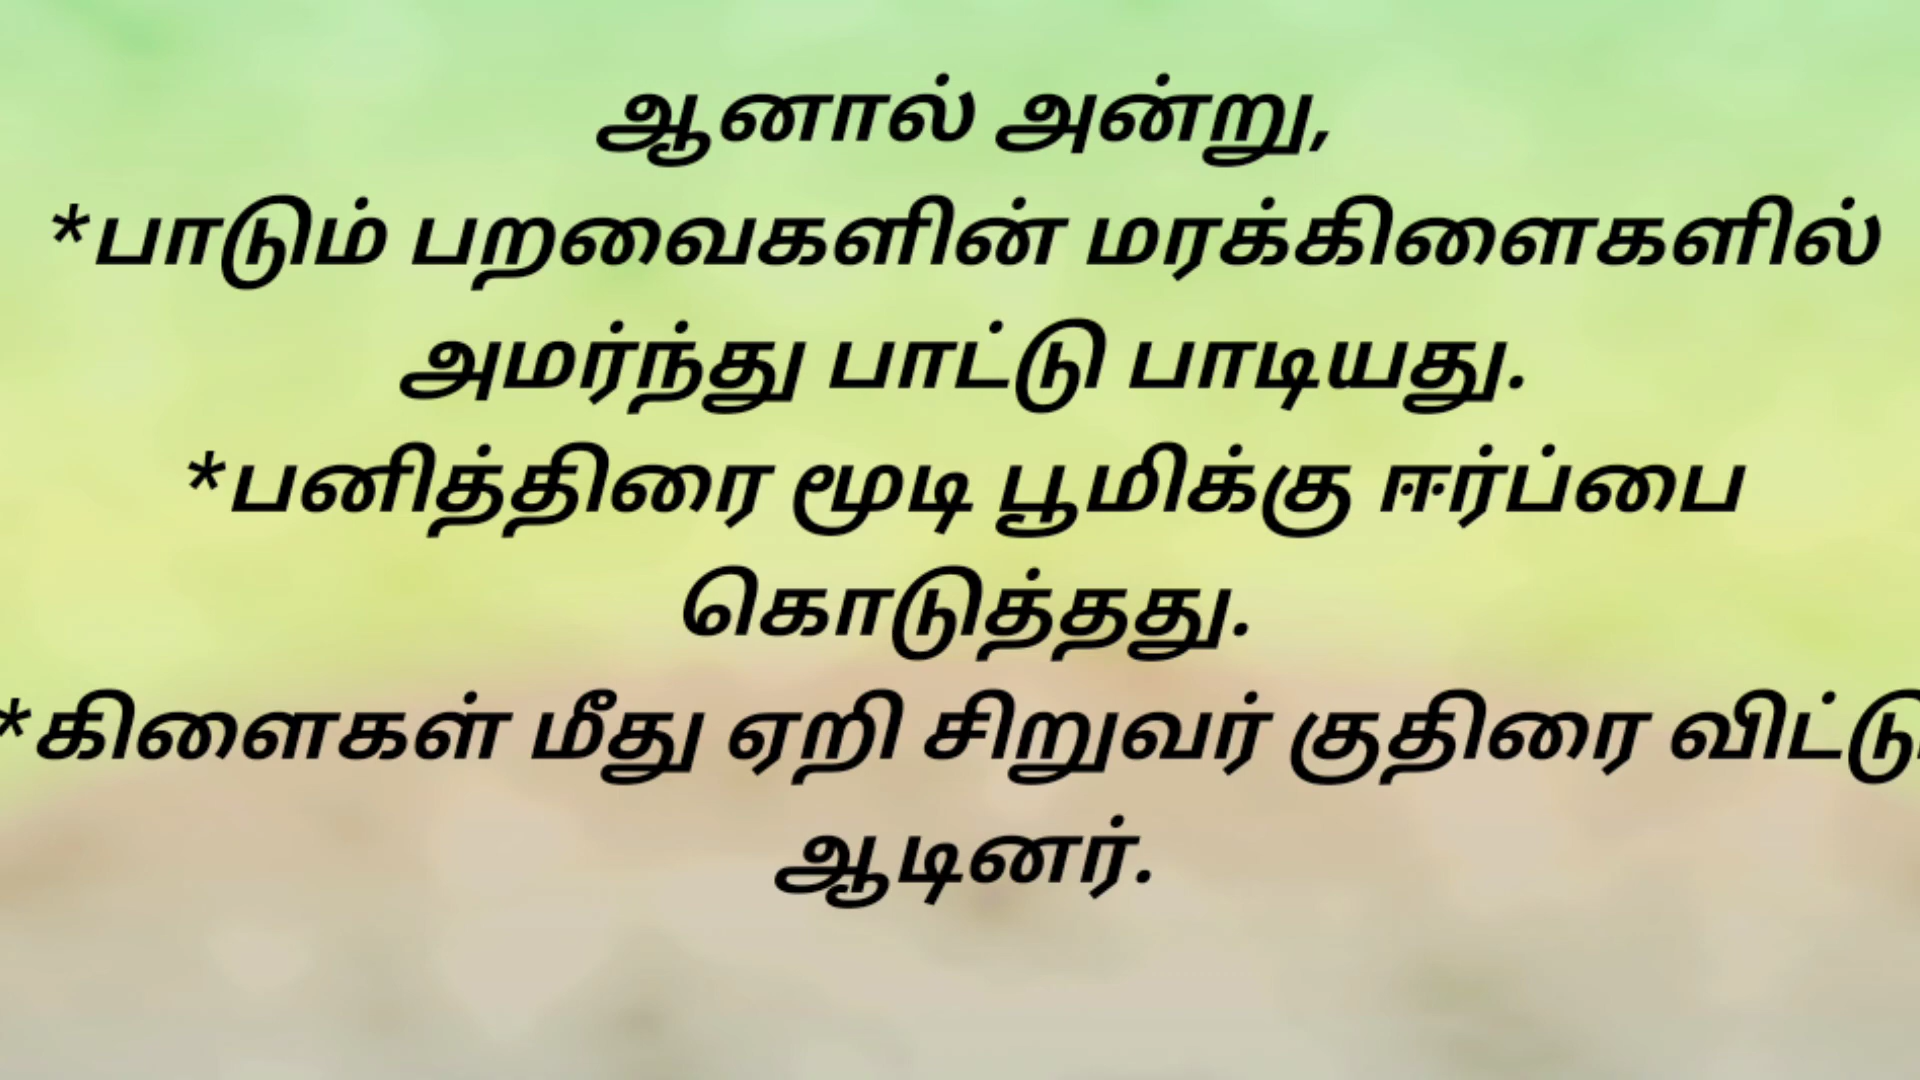 ஆனால் அன்று,
*பாடும் பறவைகளின் மரக்கிளைகளில்
அமர்ந்து பாட்டு பாடியது.
*பனித்திரை மூடி பூமிக்கு ஈர்ப்பை
கொடுத்தது.
*கிளைகள் மீது ஏறி சிறுவர் குதிரை விட்டு
ஆடினர்.